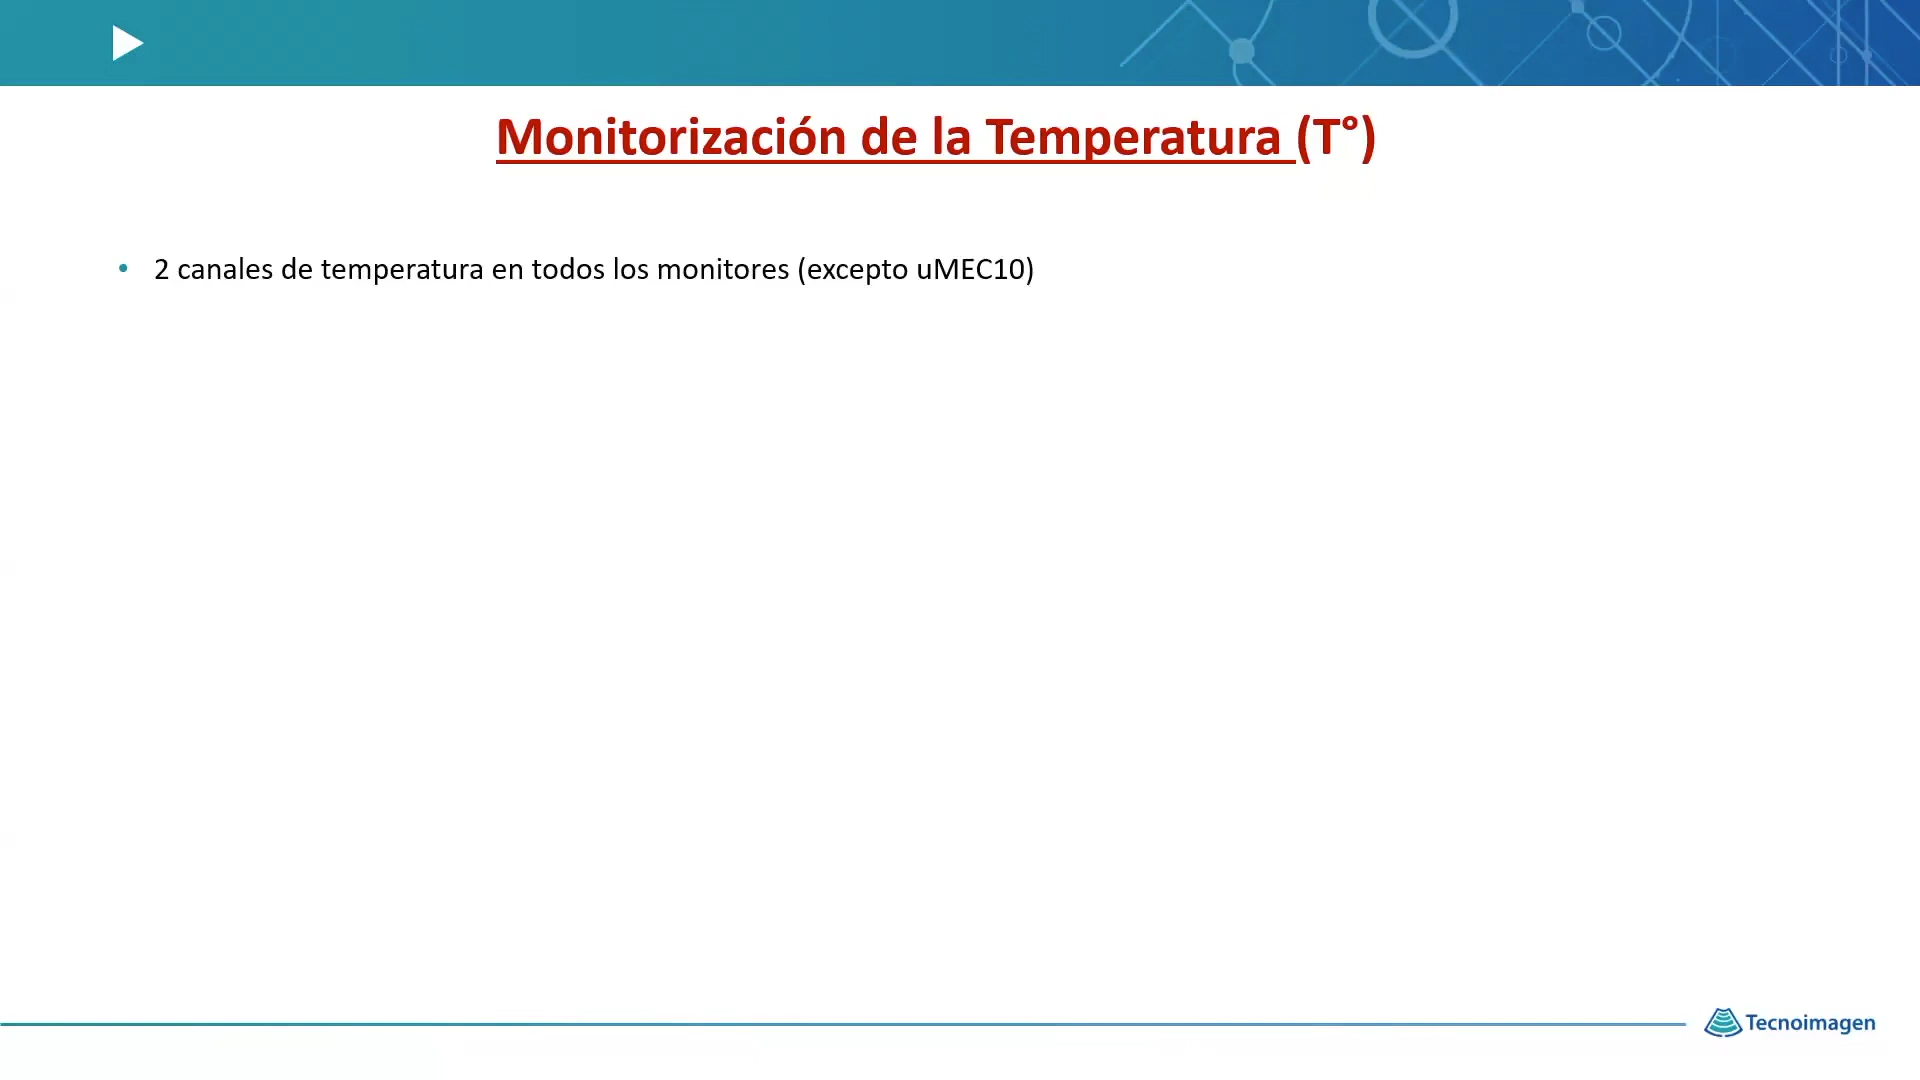 Monitorización de la Temperatura (T°)
• 2 canales de temperatura en todos los monitores (excepto uMEC10)
Tecnoimagen